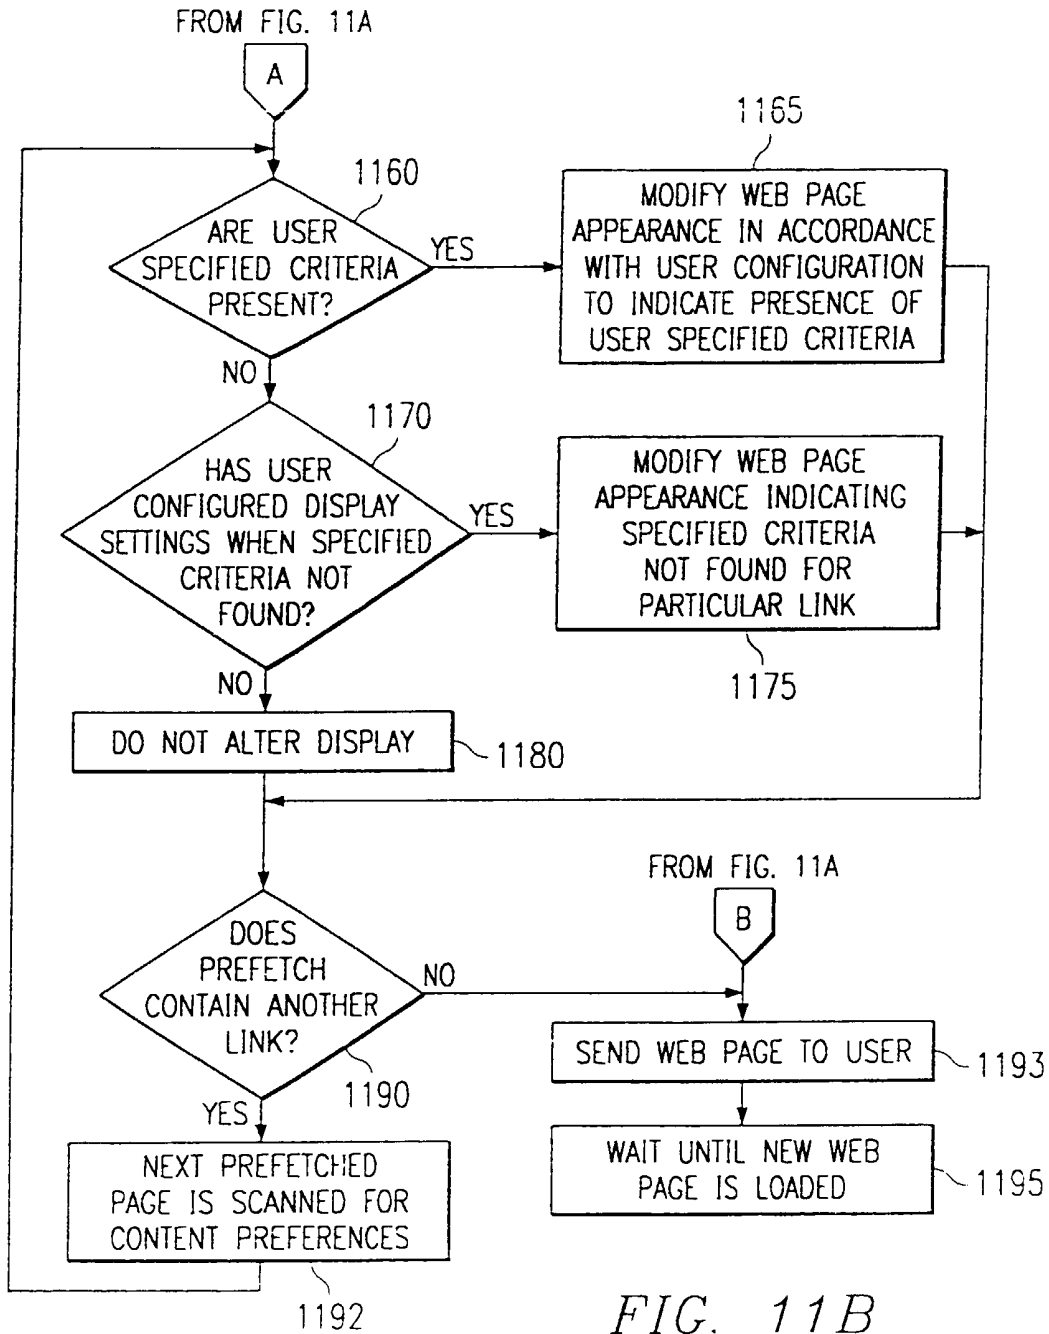 FROM FIG. 11A
A
1160
ARE USER
SPECIFIED CRITERIA
PRESENT?
YES
NO
1165
MODIFY WEB PAGE
APPEARANCE IN ACCORDANCE
WITH USER CONFIGURATION
TO INDICATE PRESENCE OF
USER SPECIFIED CRITERIA
1170
HAS USER
CONFIGURED DISPLAY
SETTINGS WHEN SPECIFIED
CRITERIA NOT
FOUND?
YES
NO
MODIFY WEB PAGE
APPEARANCE INDICATING
SPECIFIED CRITERIA
NOT FOUND FOR
PARTICULAR LINK
1175
DO NOT ALTER DISPLAY
1180
DOES
PREFETCH
CONTAIN ANOTHER
LINK?
1190
NO
YES
FROM FIG. 11A
B
SEND WEB PAGE TO USER
1193
WAIT UNTIL NEW WEB
PAGE IS LOADED
1195
NEXT PREFETCHED
PAGE IS SCANNED FOR
CONTENT PREFERENCES
1192
FIG. 11B